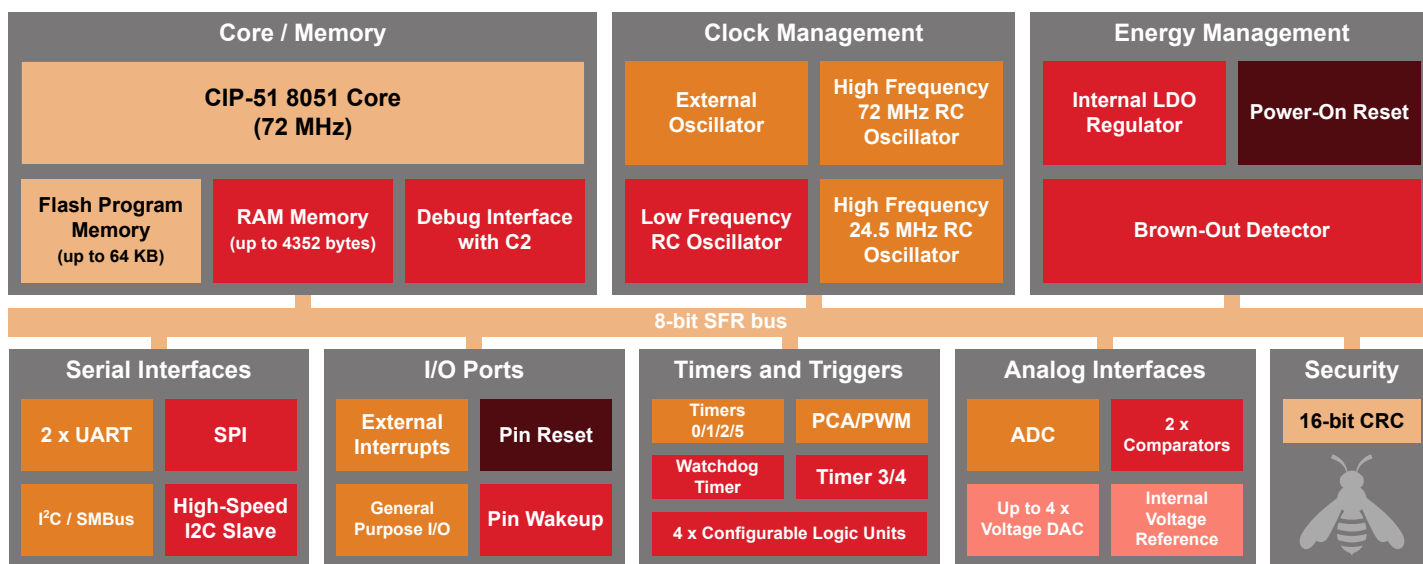 Core / Memory
CIP-51 8051 Core
(72 MHz)
Flash Program
Memory
(up to 64 KB)
RAM Memory
(up to 4352 bytes)
Debug Interface
with C2
Clock Management
External
Oscillator
High Frequency
72 MHz RC
Oscillator
Low Frequency
RC Oscillator
High Frequency
24.5 MHz RC
Oscillator
Energy Management
Internal LDO
Regulator
Power-On Reset
Brown-Out Detector
8-bit SFR bus
Serial Interfaces
2 x UART
SPI
I²C / SMBus
High-Speed
I2C Slave
I/O Ports
External
Interrupts
Pin Reset
General
Purpose I/O
Pin Wakeup
Timers and Triggers
Timers
0/1/2/5
PCA/PWM
Watchdog
Timer
Timer 3/4
4 x Configurable Logic Units
Analog Interfaces
ADC
2 x
Comparators
Up to 4 x
Voltage DAC
Internal
Voltage
Reference
Security
16-bit CRC